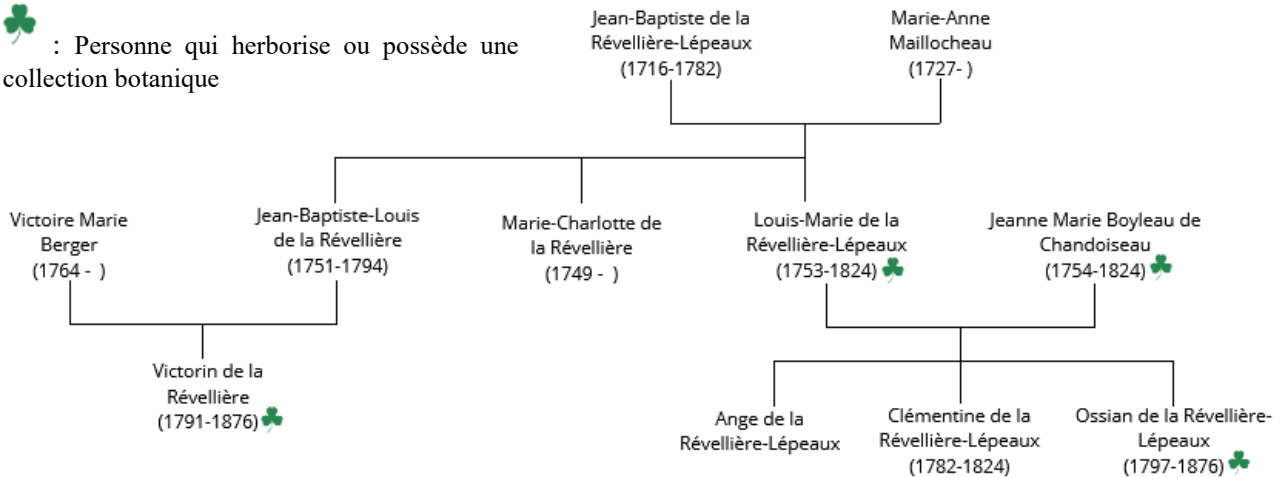 : Personne qui herborise ou possède une
collection botanique
Jean-Baptiste de la
Révellière-Lépeaux
(1716-1782)
Marie-Anne
Maillocheau
(1727- )
Victoire Marie
Berger
(1764 - )
Jean-Baptiste-Louis
de la Révellière
(1751-1794)
Marie-Charlotte de
la Révellière
(1749 - )
Louis-Marie de la
Révellière-Lépeaux
(1753-1824)
Jeanne Marie Boyleau de
Chandoiseau
(1754-1824)
Victorin de la
Révellière
(1791-1876)
Ange de la
Révellière-Lépeaux
Clémentine de la
Révellière-Lépeaux
(1782-1824)
Ossian de la Révellière-
Lépeaux
(1797-1876)